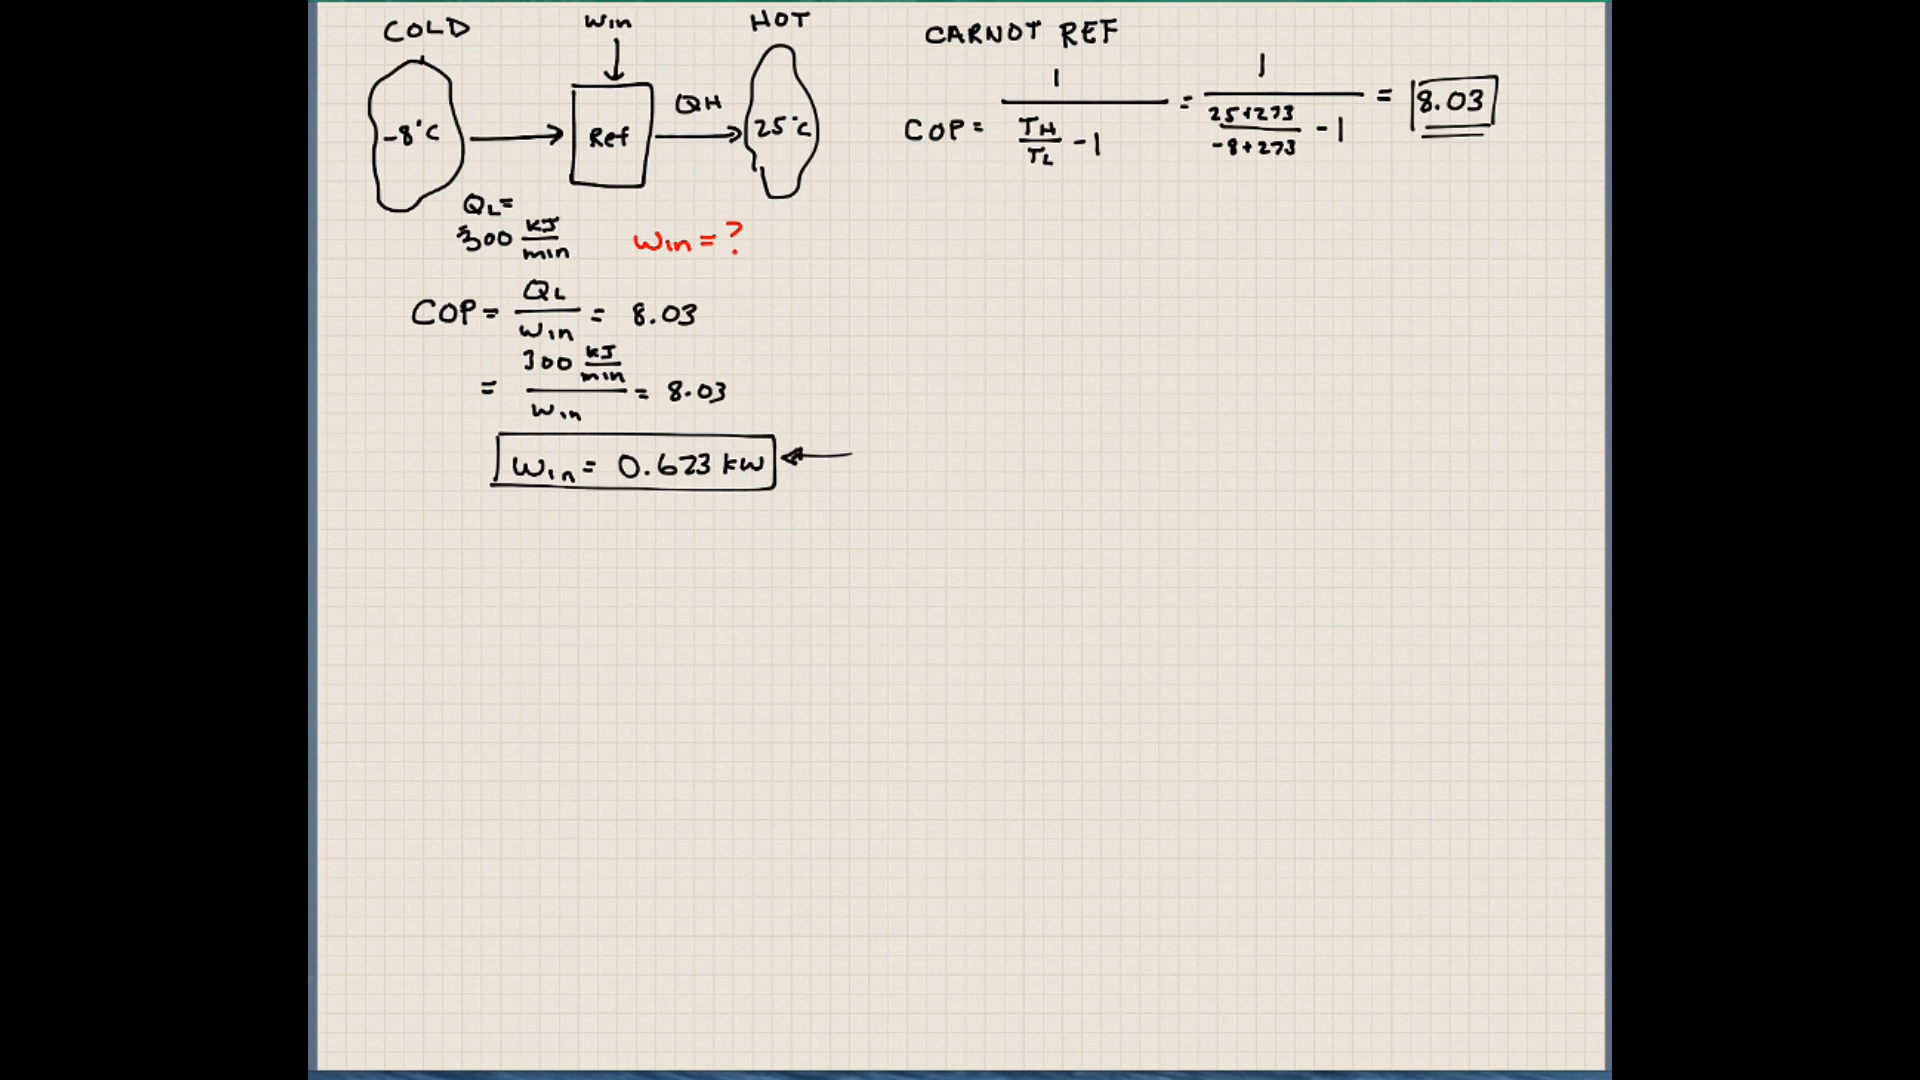 COLD
Win
HOT
-8°C
Ref
QH
25°C
QL=
300 kJ/min
Win = ?
COP = QL/Win = 8.03
= 300 kJ/min / Win = 8.03
Win = 0.623 kW
CARNOT REF
COP = 1/(TH/TL - 1) = 1/((25+273)/(-8+273) - 1) = 8.03